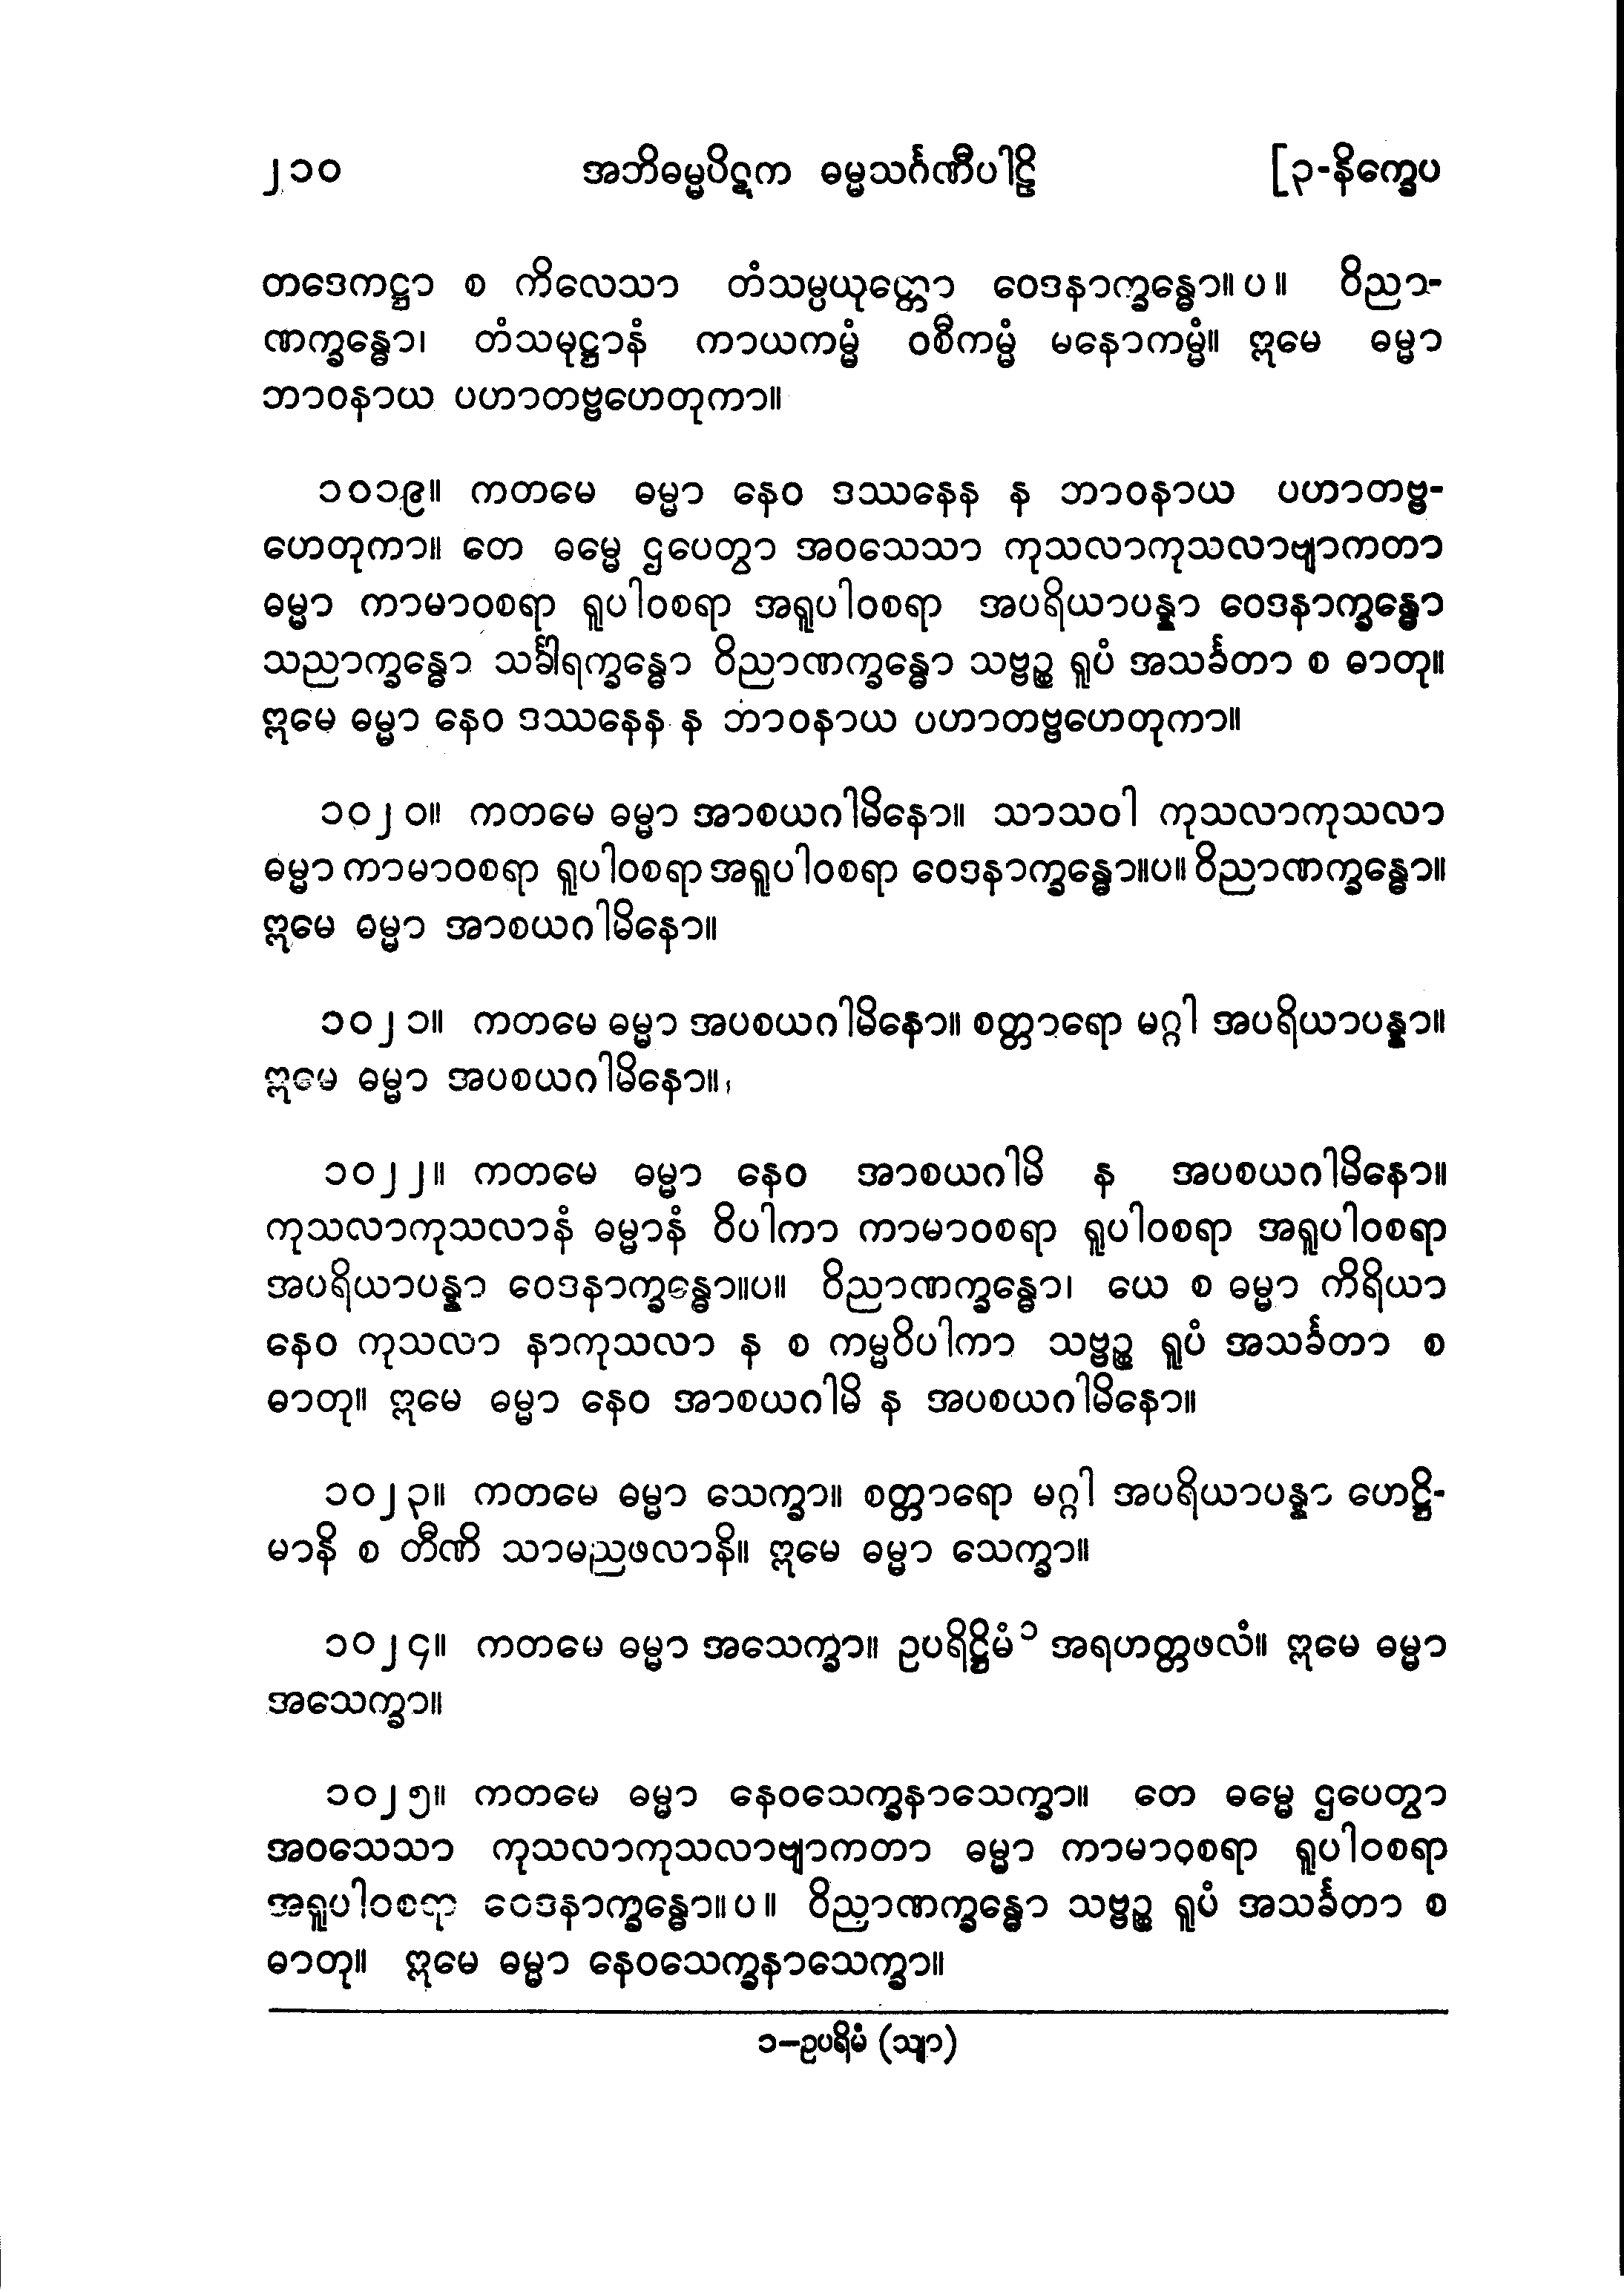 ၂၁၀ အဘိဓမ္မပိဋက ဓမ္မသင်္ဂဏီပါဠိ [၃-နိက္ခေပ
တဒေကဋ္ဌာ စ ကိလေသာ တံသမ္ပယုတ္တော ဝေဒနာက္ခန္ဓော။ပ။ ဝိညာ-
ဏက္ခန္ဓော၊ တံသမုဋ္ဌာနံ ကာယကမ္မံ ဝစီကမ္မံ မနောကမ္မံ။ ဣမေ ဓမ္မာ
ဘာဝနာယ ပဟာတဗ္ဗဟေတုကာ။
၁၀၁၉။ ကတမေ ဓမ္မာ နေဝ ဒဿနေန န ဘာဝနာယ ပဟာတဗ္ဗ-
ဟေတုကာ။ တေ ဓမ္မေ ဌပေတွာ အဝသေသာ ကုသလာကုသလာဗျာကတာ
ဓမ္မာ ကာမာဝစရာ ရူပါဝစရာ အရူပါဝစရာ အပရိယာပန္နာ ဝေဒနာက္ခန္ဓော
သညာက္ခန္ဓော သင်္ခါရက္ခန္ဓော ဝိညာဏက္ခန္ဓော သဗ္ဗဉ္စ ရူပံ အသင်္ခတာ စ ဓာတု။
ဣမေ ဓမ္မာ နေဝ ဒဿနေန န ဘာဝနာယ ပဟာတဗ္ဗဟေတုကာ။
၁၀၂၀။ ကတမေ ဓမ္မာ အာစယဂါမိနော။ သာသဝါ ကုသလာကုသလာ
ဓမ္မာ ကာမာဝစရာ ရူပါဝစရာ အရူပါဝစရာ ဝေဒနာက္ခန္ဓော။ပ။ ဝိညာဏက္ခန္ဓော။
ဣမေ ဓမ္မာ အာစယဂါမိနော။
၁၀၂၁။ ကတမေ ဓမ္မာ အပစယဂါမိနော။ စတ္တာရော မဂ္ဂါ အပရိယာပန္နာ။
ဣမေ ဓမ္မာ အပစယဂါမိနော။
၁၀၂၂။ ကတမေ ဓမ္မာ နေဝ အာစယဂါမိ န အပစယဂါမိနော။
ကုသလာကုသလာနံ ဓမ္မာနံ ဝိပါကာ ကာမာဝစရာ ရူပါဝစရာ အရူပါဝစရာ
အပရိယာပန္နာ ဝေဒနာက္ခန္ဓော။ပ။ ဝိညာဏက္ခန္ဓော၊ ယေ စ ဓမ္မာ ကိရိယာ
နေဝ ကုသလာ နာကုသလာ န စ ကမ္မဝိပါကာ သဗ္ဗဉ္စ ရူပံ အသင်္ခတာ စ
ဓာတု။ ဣမေ ဓမ္မာ နေဝ အာစယဂါမိ န အပစယဂါမိနော။
၁၀၂၃။ ကတမေ ဓမ္မာ သေက္ခာ။ စတ္တာရော မဂ္ဂါ အပရိယာပန္နာ ဟေဋ္ဌိ-
မာနိ စ တီဏိ သာမညဖလာနိ။ ဣမေ ဓမ္မာ သေက္ခာ။
၁၀၂၄။ ကတမေ ဓမ္မာ အသေက္ခာ။ ဥပရိဋ္ဌိမံ၁ အရဟတ္တဖလံ။ ဣမေ ဓမ္မာ
အသေက္ခာ။
၁၀၂၅။ ကတမေ ဓမ္မာ နေဝသေက္ခနာသေက္ခာ။ တေ ဓမ္မေ ဌပေတွာ
အဝသေသာ ကုသလာကုသလာဗျာကတာ ဓမ္မာ ကာမာဝစရာ ရူပါဝစရာ
အရူပါဝစရာ ဝေဒနာက္ခန္ဓော။ပ။ ဝိညာဏက္ခန္ဓော သဗ္ဗဉ္စ ရူပံ အသင်္ခတာ စ
ဓာတု။ ဣမေ ဓမ္မာ နေဝသေက္ခနာသေက္ခာ။
၁-ဥပရိမံ (သျာ)